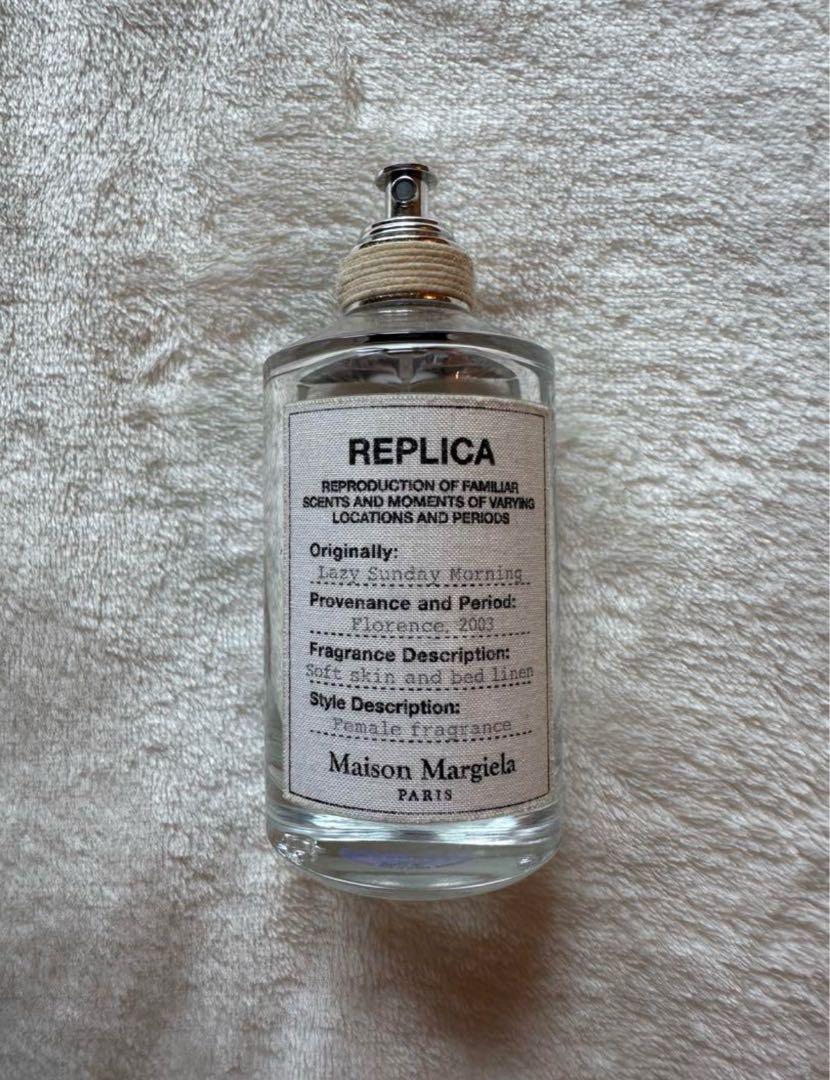 REPLICA
REPRODUCTION OF FAMILIAR
SCENTS AND MOMENTS OF VARYING
LOCATIONS AND PERIODS
Originally:
Lazy Sunday Morning
Provenance and Period:
Florence, 2003
Fragrance Description:
Soft skin and bed linen
Style Description:
Female fragrance
Maison Margiela
PARIS